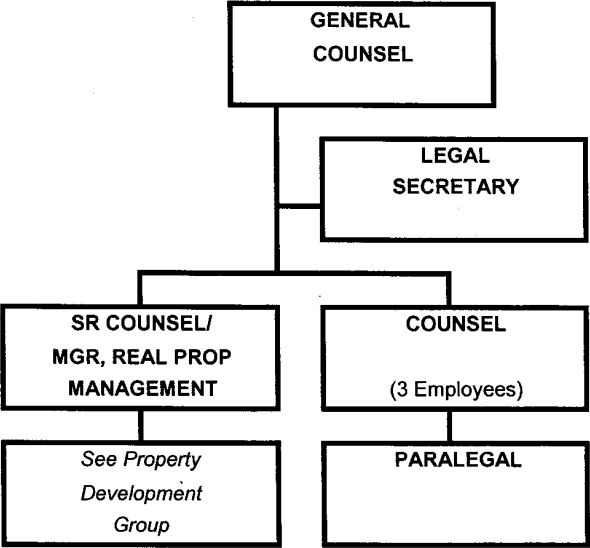 GENERAL
COUNSEL
LEGAL
SECRETARY
SR COUNSEL/
MGR, REAL PROP
MANAGEMENT
COUNSEL
(3 Employees)
See Property
Development
Group
PARALEGAL